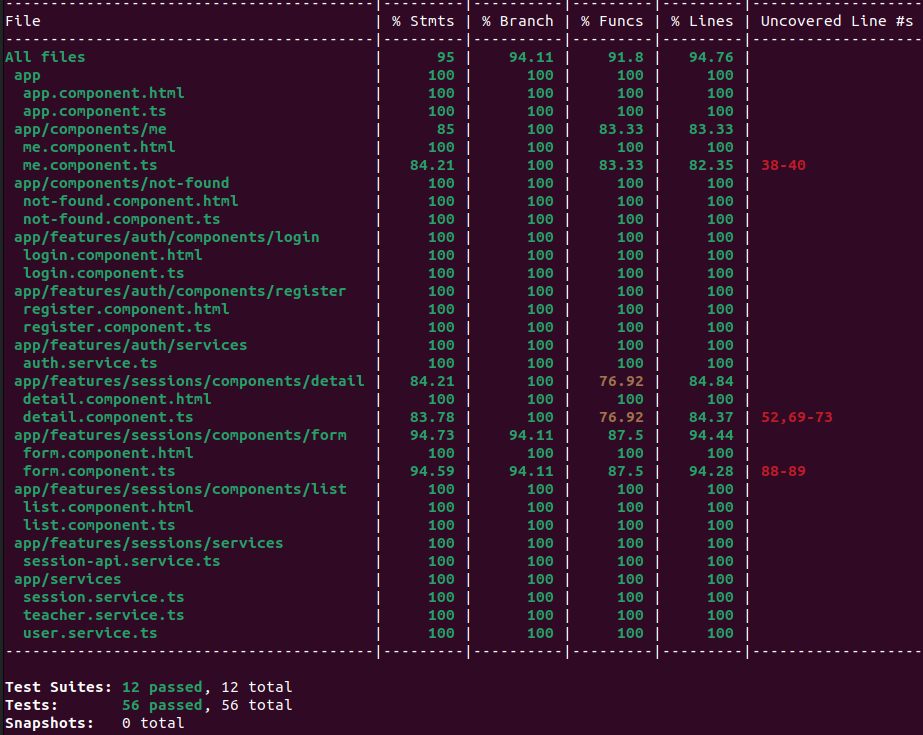 File | % Stmts | % Branch | % Funcs | % Lines | Uncovered Line #s
All files | 95 | 94.11 | 91.8 | 94.76 |
app | 100 | 100 | 100 | 100 |
app.component.html | 100 | 100 | 100 | 100 |
app.component.ts | 100 | 100 | 100 | 100 |
app/components/me | 85 | 100 | 83.33 | 83.33 |
me.component.html | 100 | 100 | 100 | 100 |
me.component.ts | 84.21 | 100 | 83.33 | 82.35 | 38-40
app/components/not-found | 100 | 100 | 100 | 100 |
not-found.component.html | 100 | 100 | 100 | 100 |
not-found.component.ts | 100 | 100 | 100 | 100 |
app/features/auth/components/login | 100 | 100 | 100 | 100 |
login.component.html | 100 | 100 | 100 | 100 |
login.component.ts | 100 | 100 | 100 | 100 |
app/features/auth/components/register | 100 | 100 | 100 | 100 |
register.component.html | 100 | 100 | 100 | 100 |
register.component.ts | 100 | 100 | 100 | 100 |
app/features/auth/services | 100 | 100 | 100 | 100 |
auth.service.ts | 100 | 100 | 100 | 100 |
app/features/sessions/components/detail | 84.21 | 100 | 76.92 | 84.84 |
detail.component.html | 100 | 100 | 100 | 100 |
detail.component.ts | 83.78 | 100 | 76.92 | 84.37 | 52,69-73
app/features/sessions/components/form | 94.73 | 94.11 | 87.5 | 94.44 |
form.component.html | 100 | 100 | 100 | 100 |
form.component.ts | 94.59 | 94.11 | 87.5 | 94.28 | 88-89
app/features/sessions/components/list | 100 | 100 | 100 | 100 |
list.component.html | 100 | 100 | 100 | 100 |
list.component.ts | 100 | 100 | 100 | 100 |
app/features/sessions/services | 100 | 100 | 100 | 100 |
session-api.service.ts | 100 | 100 | 100 | 100 |
app/services | 100 | 100 | 100 | 100 |
session.service.ts | 100 | 100 | 100 | 100 |
teacher.service.ts | 100 | 100 | 100 | 100 |
user.service.ts | 100 | 100 | 100 | 100 |
Test Suites: 12 passed, 12 total
Tests: 56 passed, 56 total
Snapshots: 0 total